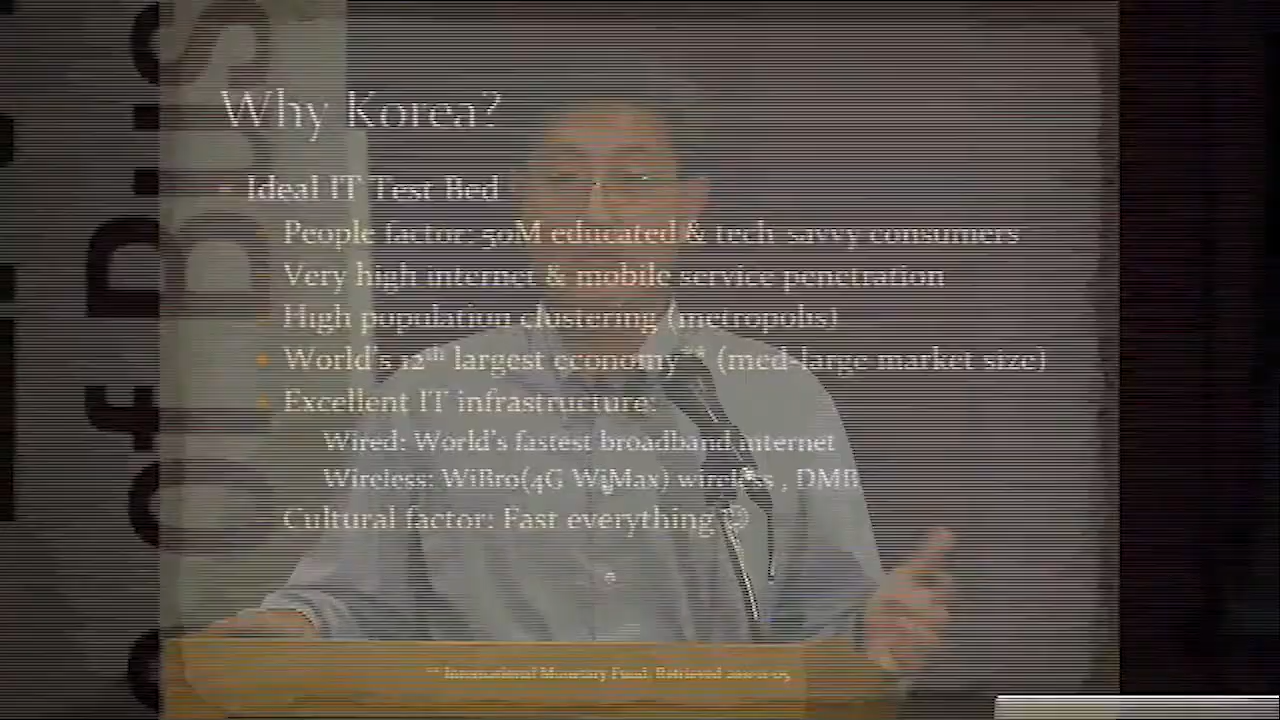 Why Korea?
Ideal IT Test Bed
People factor: 50M educated & tech savvy consumers
Very high internet & mobile service penetration
High population clustering (metropolis)
World's 12th largest economy** (med-large market size)
Excellent IT infrastructure:
Wired: World's fastest broadband internet
Wireless: WiBro(4G WiMax) wireless , DMB
Cultural factor: Fast everything ☺
** International Monetary Fund. Retrieved
of Bus